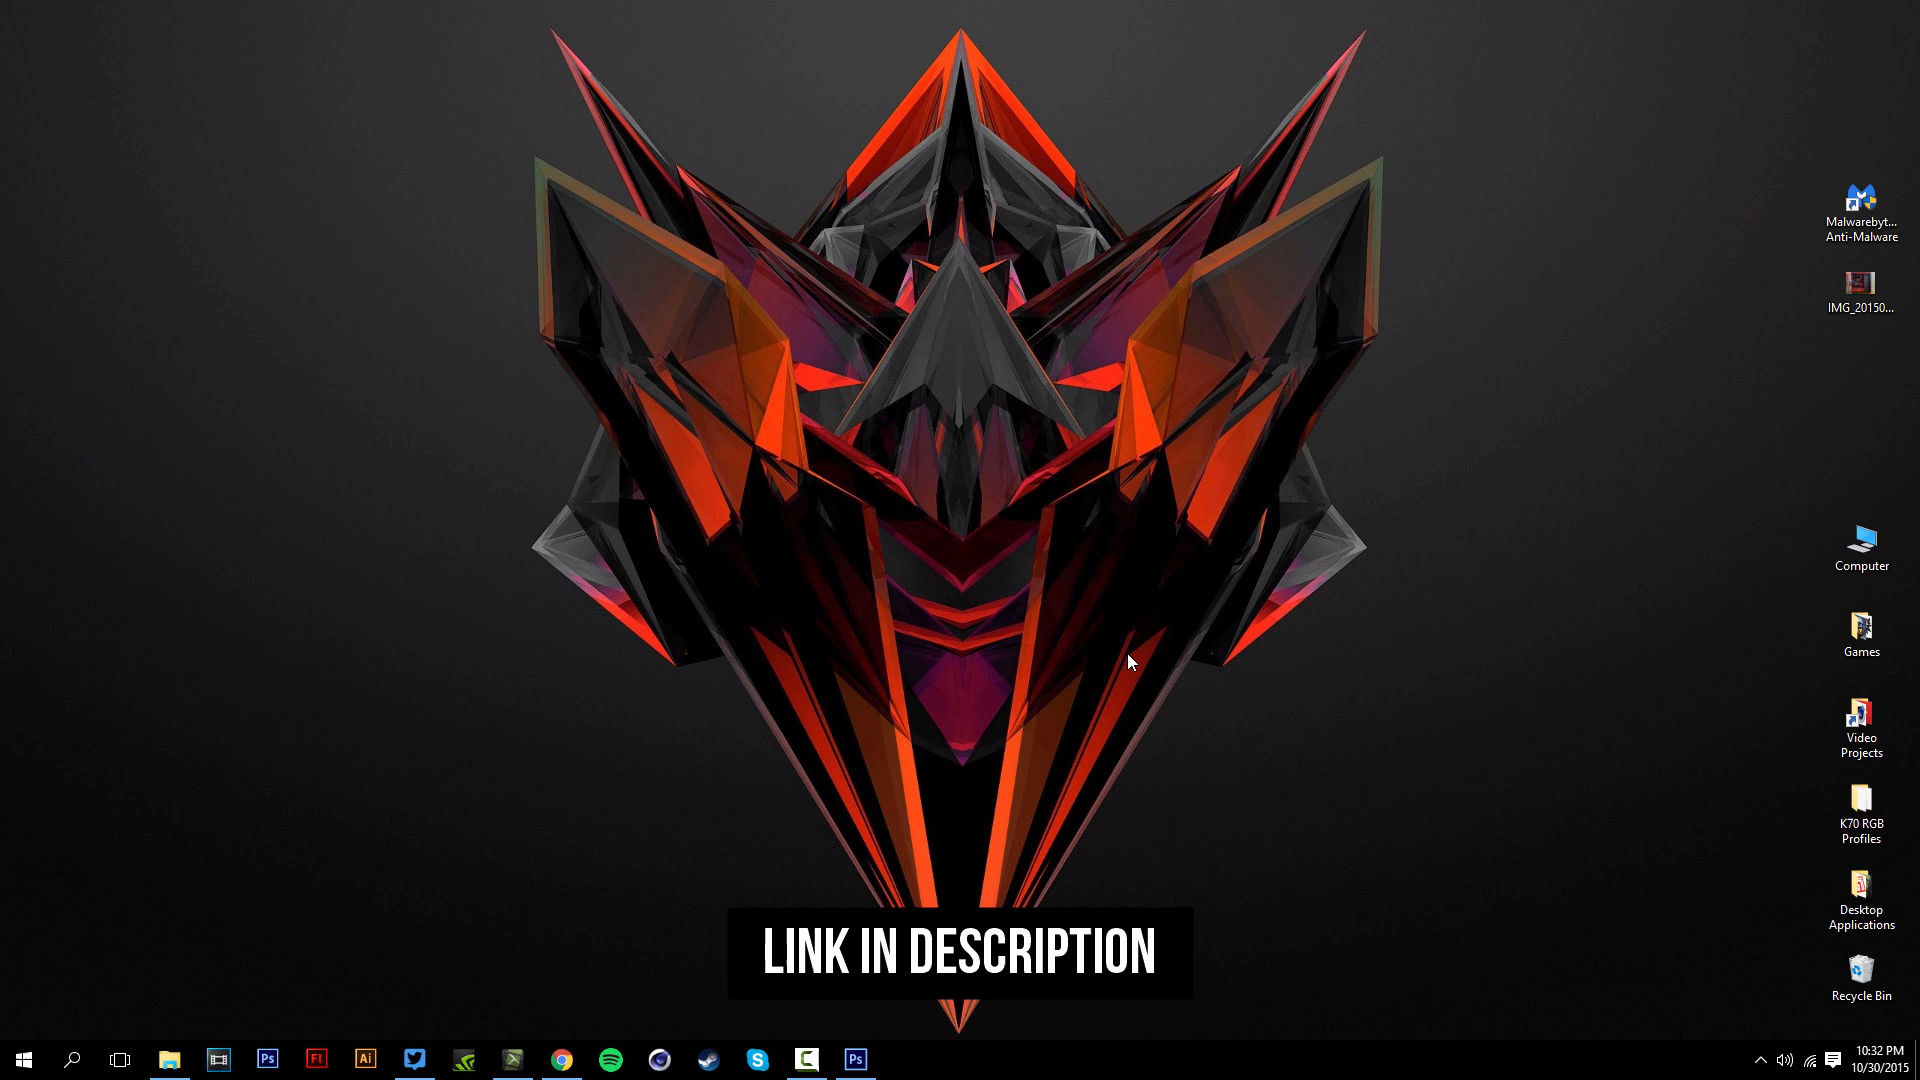 Malwarebyt...
Anti-Malware
IMG_20150...
Computer
Games
Video
Projects
K70 RGB
Profiles
Desktop
Applications
Recycle Bin
LINK IN DESCRIPTION
Ps
Fl
Ai
Ps
10:32 PM
10/30/2015